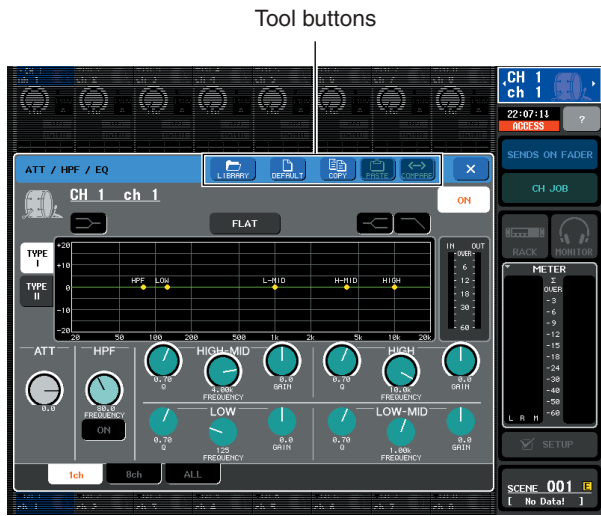 Tool buttons
CH 1
ch 1
22:07:11
ACCESS
?
SENDS ON FADER
CH JOB
RACK MONITOR
METER
Σ
OVER
-3
-6
-9
-12
-15
-18
-24
-30
-40
-50
-60
L R M
SETUP
SCENE 001 E
[ No Data! ]
ATT / HPF / EQ
LIBRARY DEFAULT COPY PASTE COMPARE
×
CH 1 ch 1
ON
FLAT
TYPE I
TYPE II
+20
+10
0
-10
-20
20 50 100 200 500 1k 2k 5k 10k 20k
HPF LOW L-MID H-MID HIGH
IN OUT
-OVER-
6
12
18
30
60
ATT HPF HIGH-MID HIGH
0.0
80.0
FREQUENCY
ON
0.70
Q
4.00k
FREQUENCY
0.0
GAIN
0.70
Q
10.0k
FREQUENCY
0.0
GAIN
LOW LOW-MID
0.70
Q
125
FREQUENCY
0.0
GAIN
0.70
Q
1.00k
FREQUENCY
0.0
GAIN
1ch 8ch ALL